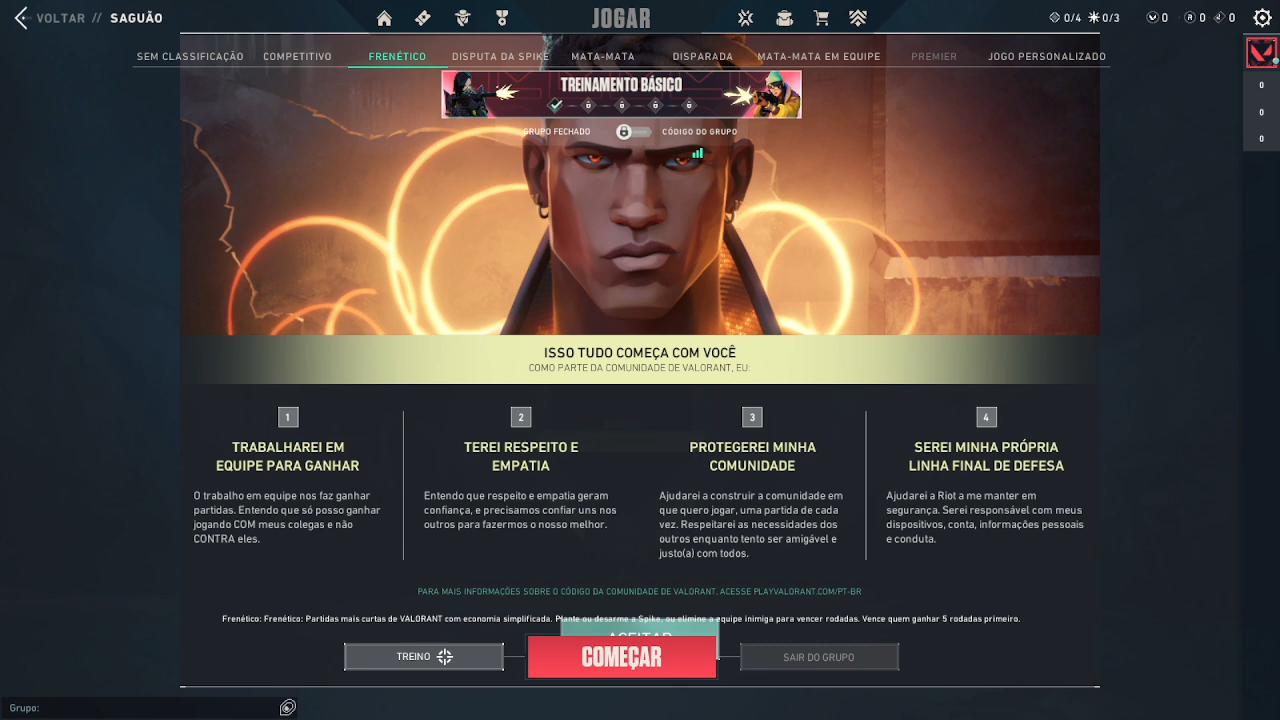 VOLTAR // SAGUÃO
JOGAR
0/4 0/3 0 0 0
SEM CLASSIFICAÇÃO COMPETITIVO FRENÉTICO DISPUTA DA SPIKE MATA-MATA DISPARADA MATA-MATA EM EQUIPE PREMIER JOGO PERSONALIZADO
TREINAMENTO BÁSICO
GRUPO FECHADO CÓDIGO DO GRUPO
0
0
0
ISSO TUDO COMEÇA COM VOCÊ
COMO PARTE DA COMUNIDADE DE VALORANT, EU:
1
TRABALHAREI EM
EQUIPE PARA GANHAR
O trabalho em equipe nos faz ganhar
partidas. Entendo que só posso ganhar
jogando COM meus colegas e não
CONTRA eles.
2
TEREI RESPEITO E
EMPATIA
Entendo que respeito e empatia geram
confiança, e precisamos confiar uns nos
outros para fazermos o nosso melhor.
3
PROTEGEREI MINHA
COMUNIDADE
Ajudarei a construir a comunidade em
que quero jogar, uma partida de cada
vez. Respeitarei as necessidades dos
outros enquanto tento ser amigável e
justo(a) com todos.
4
SEREI MINHA PRÓPRIA
LINHA FINAL DE DEFESA
Ajudarei a Riot a me manter em
segurança. Serei responsável com meus
dispositivos, conta, informações pessoais
e conduta.
PARA MAIS INFORMAÇÕES SOBRE O CÓDIGO DA COMUNIDADE DE VALORANT, ACESSE PLAYVALORANT.COM/PT-BR
Frenético: Frenético: Partidas mais curtas de VALORANT com economia simplificada. Plante ou desarme a Spike, ou elimine a equipe inimiga para vencer rodadas. Vence quem ganhar 5 rodadas primeiro.
ACEITAR
TREINO
COMEÇAR
SAIR DO GRUPO
Grupo: